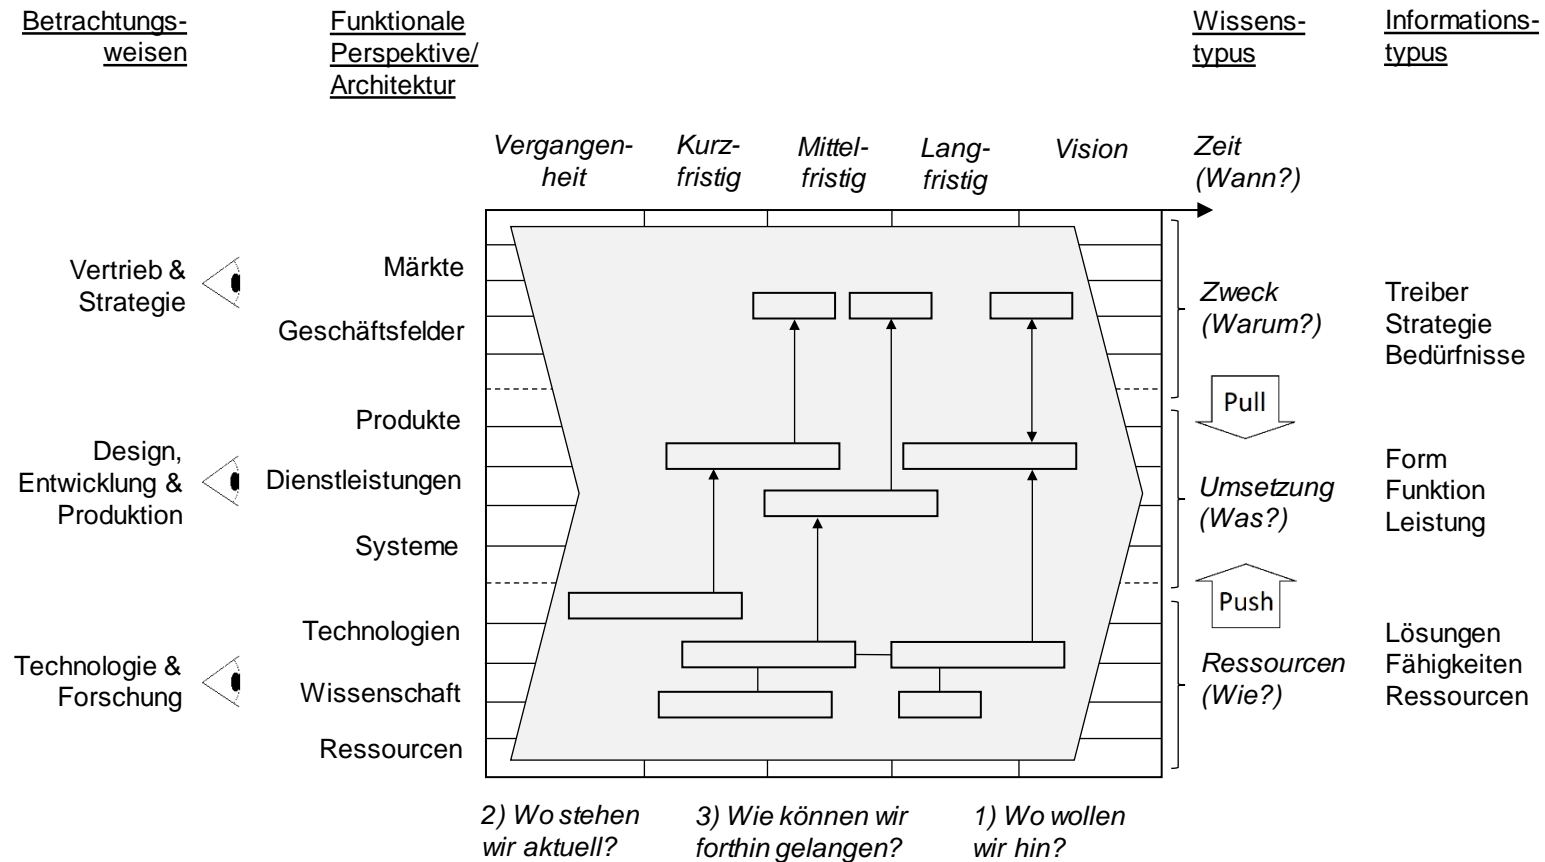 Betrachtungs-
weisen
Funktionale
Perspektive/
Architektur
Wissens-
typus
Informations-
typus
Vergangen-
heit
Kurz-
fristig
Mittel-
fristig
Lang-
fristig
Vision
Zeit
(Wann?)
Vertrieb &
Strategie
Märkte
Geschäftsfelder
Zweck
(Warum?)
Treiber
Strategie
Bedürfnisse
Pull
Design,
Entwicklung &
Produktion
Produkte
Dienstleistungen
Systeme
Umsetzung
(Was?)
Form
Funktion
Leistung
Push
Technologie &
Forschung
Technologien
Wissenschaft
Ressourcen
Ressourcen
(Wie?)
Lösungen
Fähigkeiten
Ressourcen
2) Wo stehen
wir aktuell?
3) Wie können wir
forthin gelangen?
1) Wo wollen
wir hin?